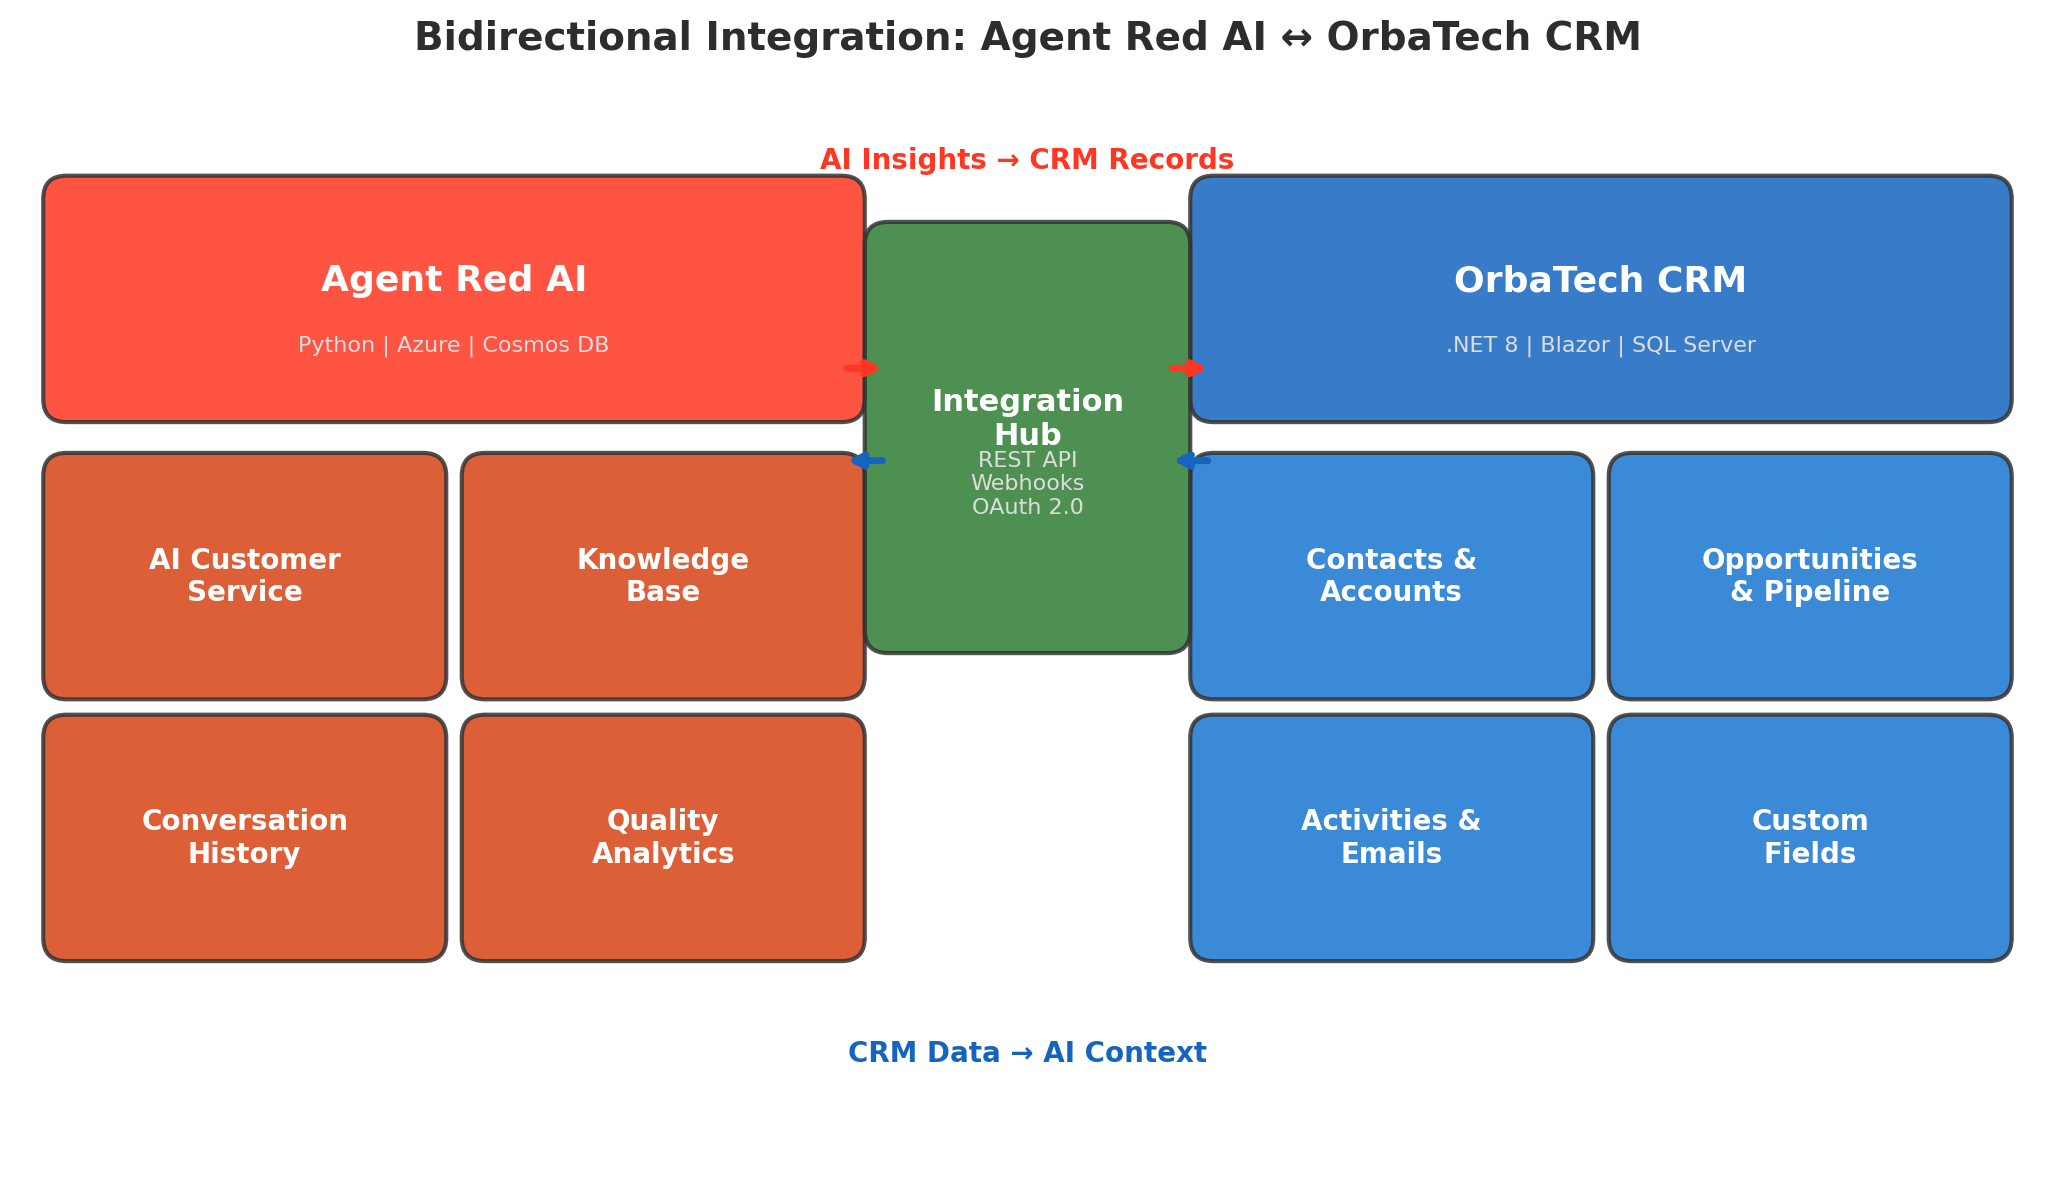 Bidirectional Integration: Agent Red AI ↔ OrbaTech CRM
AI Insights → CRM Records
Agent Red AI
Python | Azure | Cosmos DB
OrbaTech CRM
.NET 8 | Blazor | SQL Server
Integration
Hub
REST API
Webhooks
OAuth 2.0
AI Customer
Service
Knowledge
Base
Contacts &
Accounts
Opportunities
& Pipeline
Conversation
History
Quality
Analytics
Activities &
Emails
Custom
Fields
CRM Data → AI Context